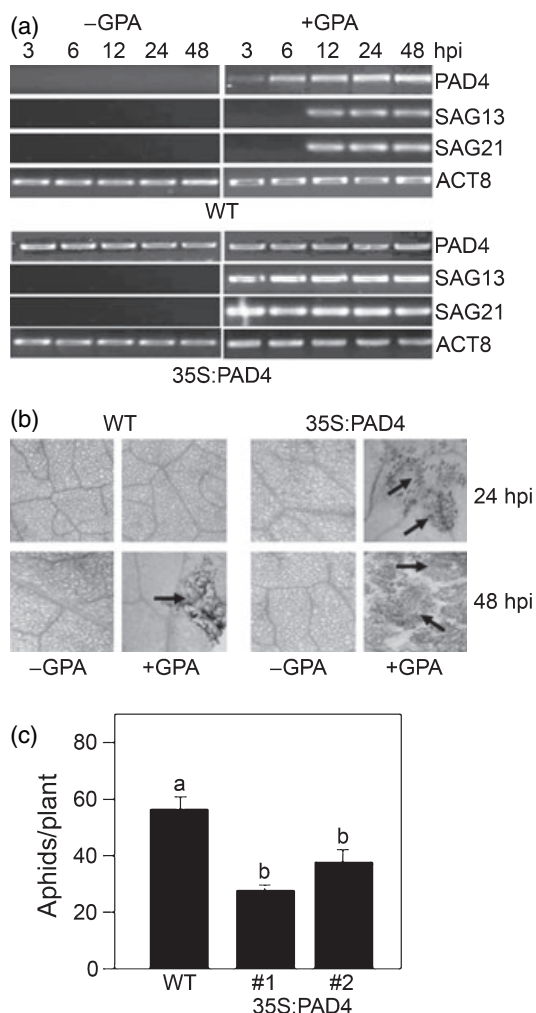 (a) –GPA +GPA
3 6 12 24 48 3 6 12 24 48 hpi
PAD4
SAG13
SAG21
ACT8
WT
PAD4
SAG13
SAG21
ACT8
35S:PAD4
(b) WT 35S:PAD4
24 hpi
48 hpi
–GPA +GPA –GPA +GPA
(c)
80
60
40
20
0
Aphids/plant
a
b
b
WT #1 #2
35S:PAD4